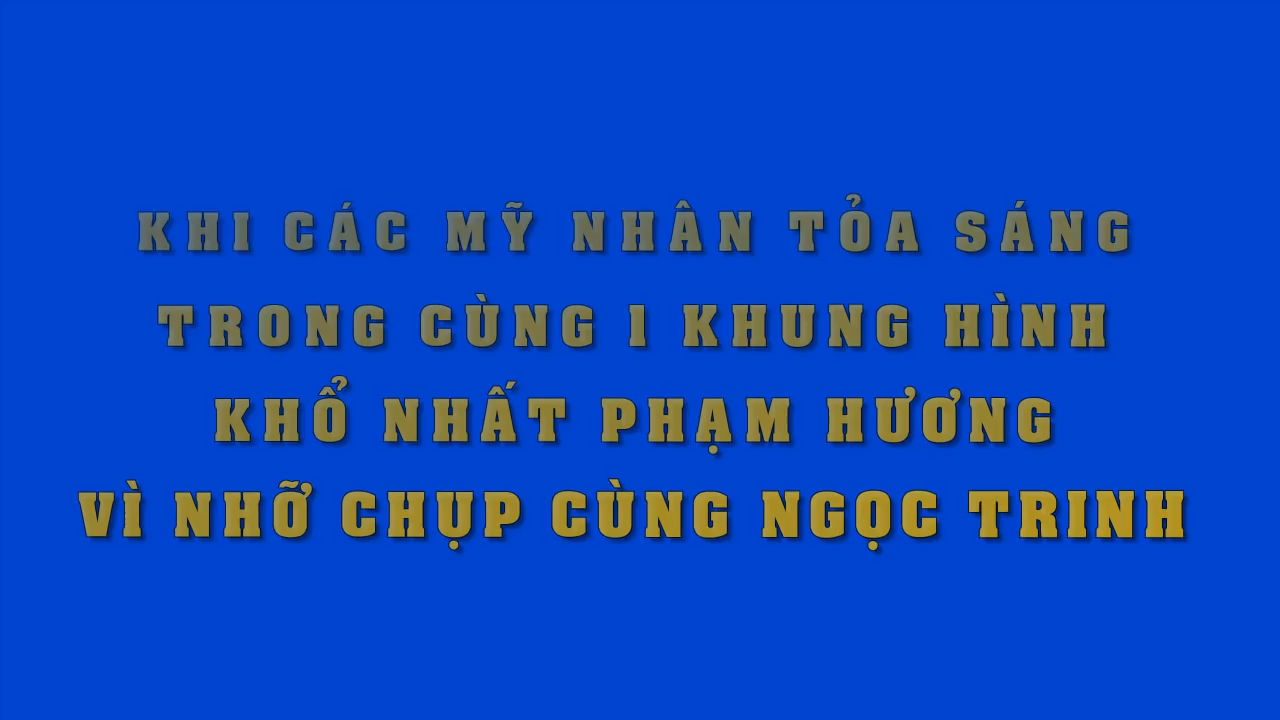 KHI CÁC MỸ NHÂN TỎA SÁNG
TRONG CÙNG 1 KHUNG HÌNH
KHỔ NHẤT PHẠM HƯƠNG
VÌ NHỠ CHỤP CÙNG NGỌC TRINH